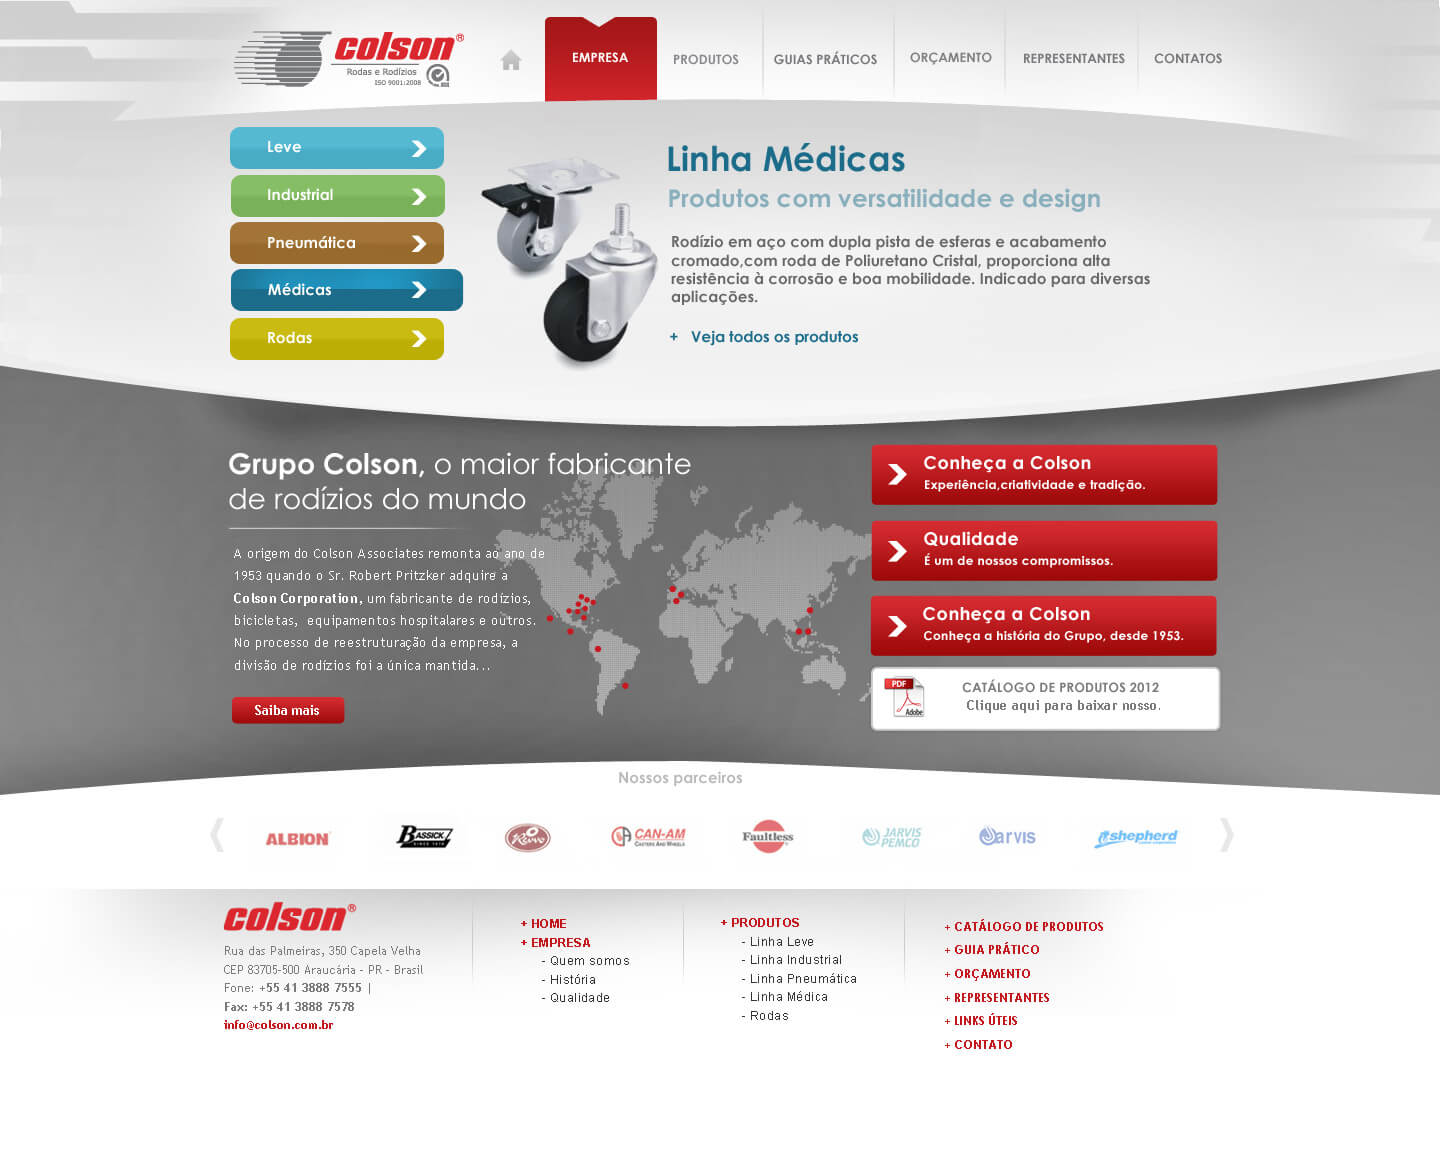 colson®
Rodas e Rodízios
ISO 9001:2008
EMPRESA
PRODUTOS
GUIAS PRÁTICOS
ORÇAMENTO
REPRESENTANTES
CONTATOS
Leve
Industrial
Pneumática
Médicas
Rodas
Linha Médicas
Produtos com versatilidade e design
Rodízio em aço com dupla pista de esferas e acabamento
cromado,com roda de Poliuretano Cristal, proporciona alta
resistência à corrosão e boa mobilidade. Indicado para diversas
aplicações.
+ Veja todos os produtos
Grupo Colson, o maior fabricante
de rodízios do mundo
A origem do Colson Associates remonta ao ano de
1953 quando o Sr. Robert Pritzker adquire a
Colson Corporation, um fabricante de rodízios,
bicicletas, equipamentos hospitalares e outros.
No processo de reestruturação da empresa, a
divisão de rodízios foi a única mantida...
Saiba mais
Conheça a Colson
Experiência,criatividade e tradição.
Qualidade
É um de nossos compromissos.
Conheça a Colson
Conheça a história do Grupo, desde 1953.
PDF
Adobe
CATÁLOGO DE PRODUTOS 2012
Clique aqui para baixar nosso.
Nossos parceiros
ALBION
BASSICK
SINCE 1878
Revvo
CAN-AM
CASTERS AND WHEELS
Faultless
JARVIS
PEMCO
Jarvis
shepherd
colson®
Rua das Palmeiras, 350 Capela Velha
CEP 83705-500 Araucária - PR - Brasil
Fone: +55 41 3888 7555 |
Fax: +55 41 3888 7578
info@colson.com.br
+ HOME
+ EMPRESA
- Quem somos
- História
- Qualidade
+ PRODUTOS
- Linha Leve
- Linha Industrial
- Linha Pneumática
- Linha Médica
- Rodas
+ CATÁLOGO DE PRODUTOS
+ GUIA PRÁTICO
+ ORÇAMENTO
+ REPRESENTANTES
+ LINKS ÚTEIS
+ CONTATO